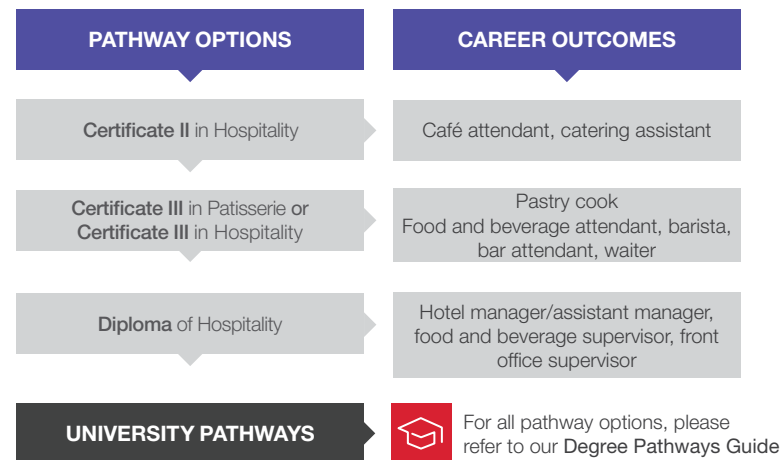 PATHWAY OPTIONS
CAREER OUTCOMES
Certificate II in Hospitality
Café attendant, catering assistant
Certificate III in Patisserie or
Certificate III in Hospitality
Pastry cook
Food and beverage attendant, barista,
bar attendant, waiter
Diploma of Hospitality
Hotel manager/assistant manager,
food and beverage supervisor, front
office supervisor
UNIVERSITY PATHWAYS
For all pathway options, please
refer to our Degree Pathways Guide